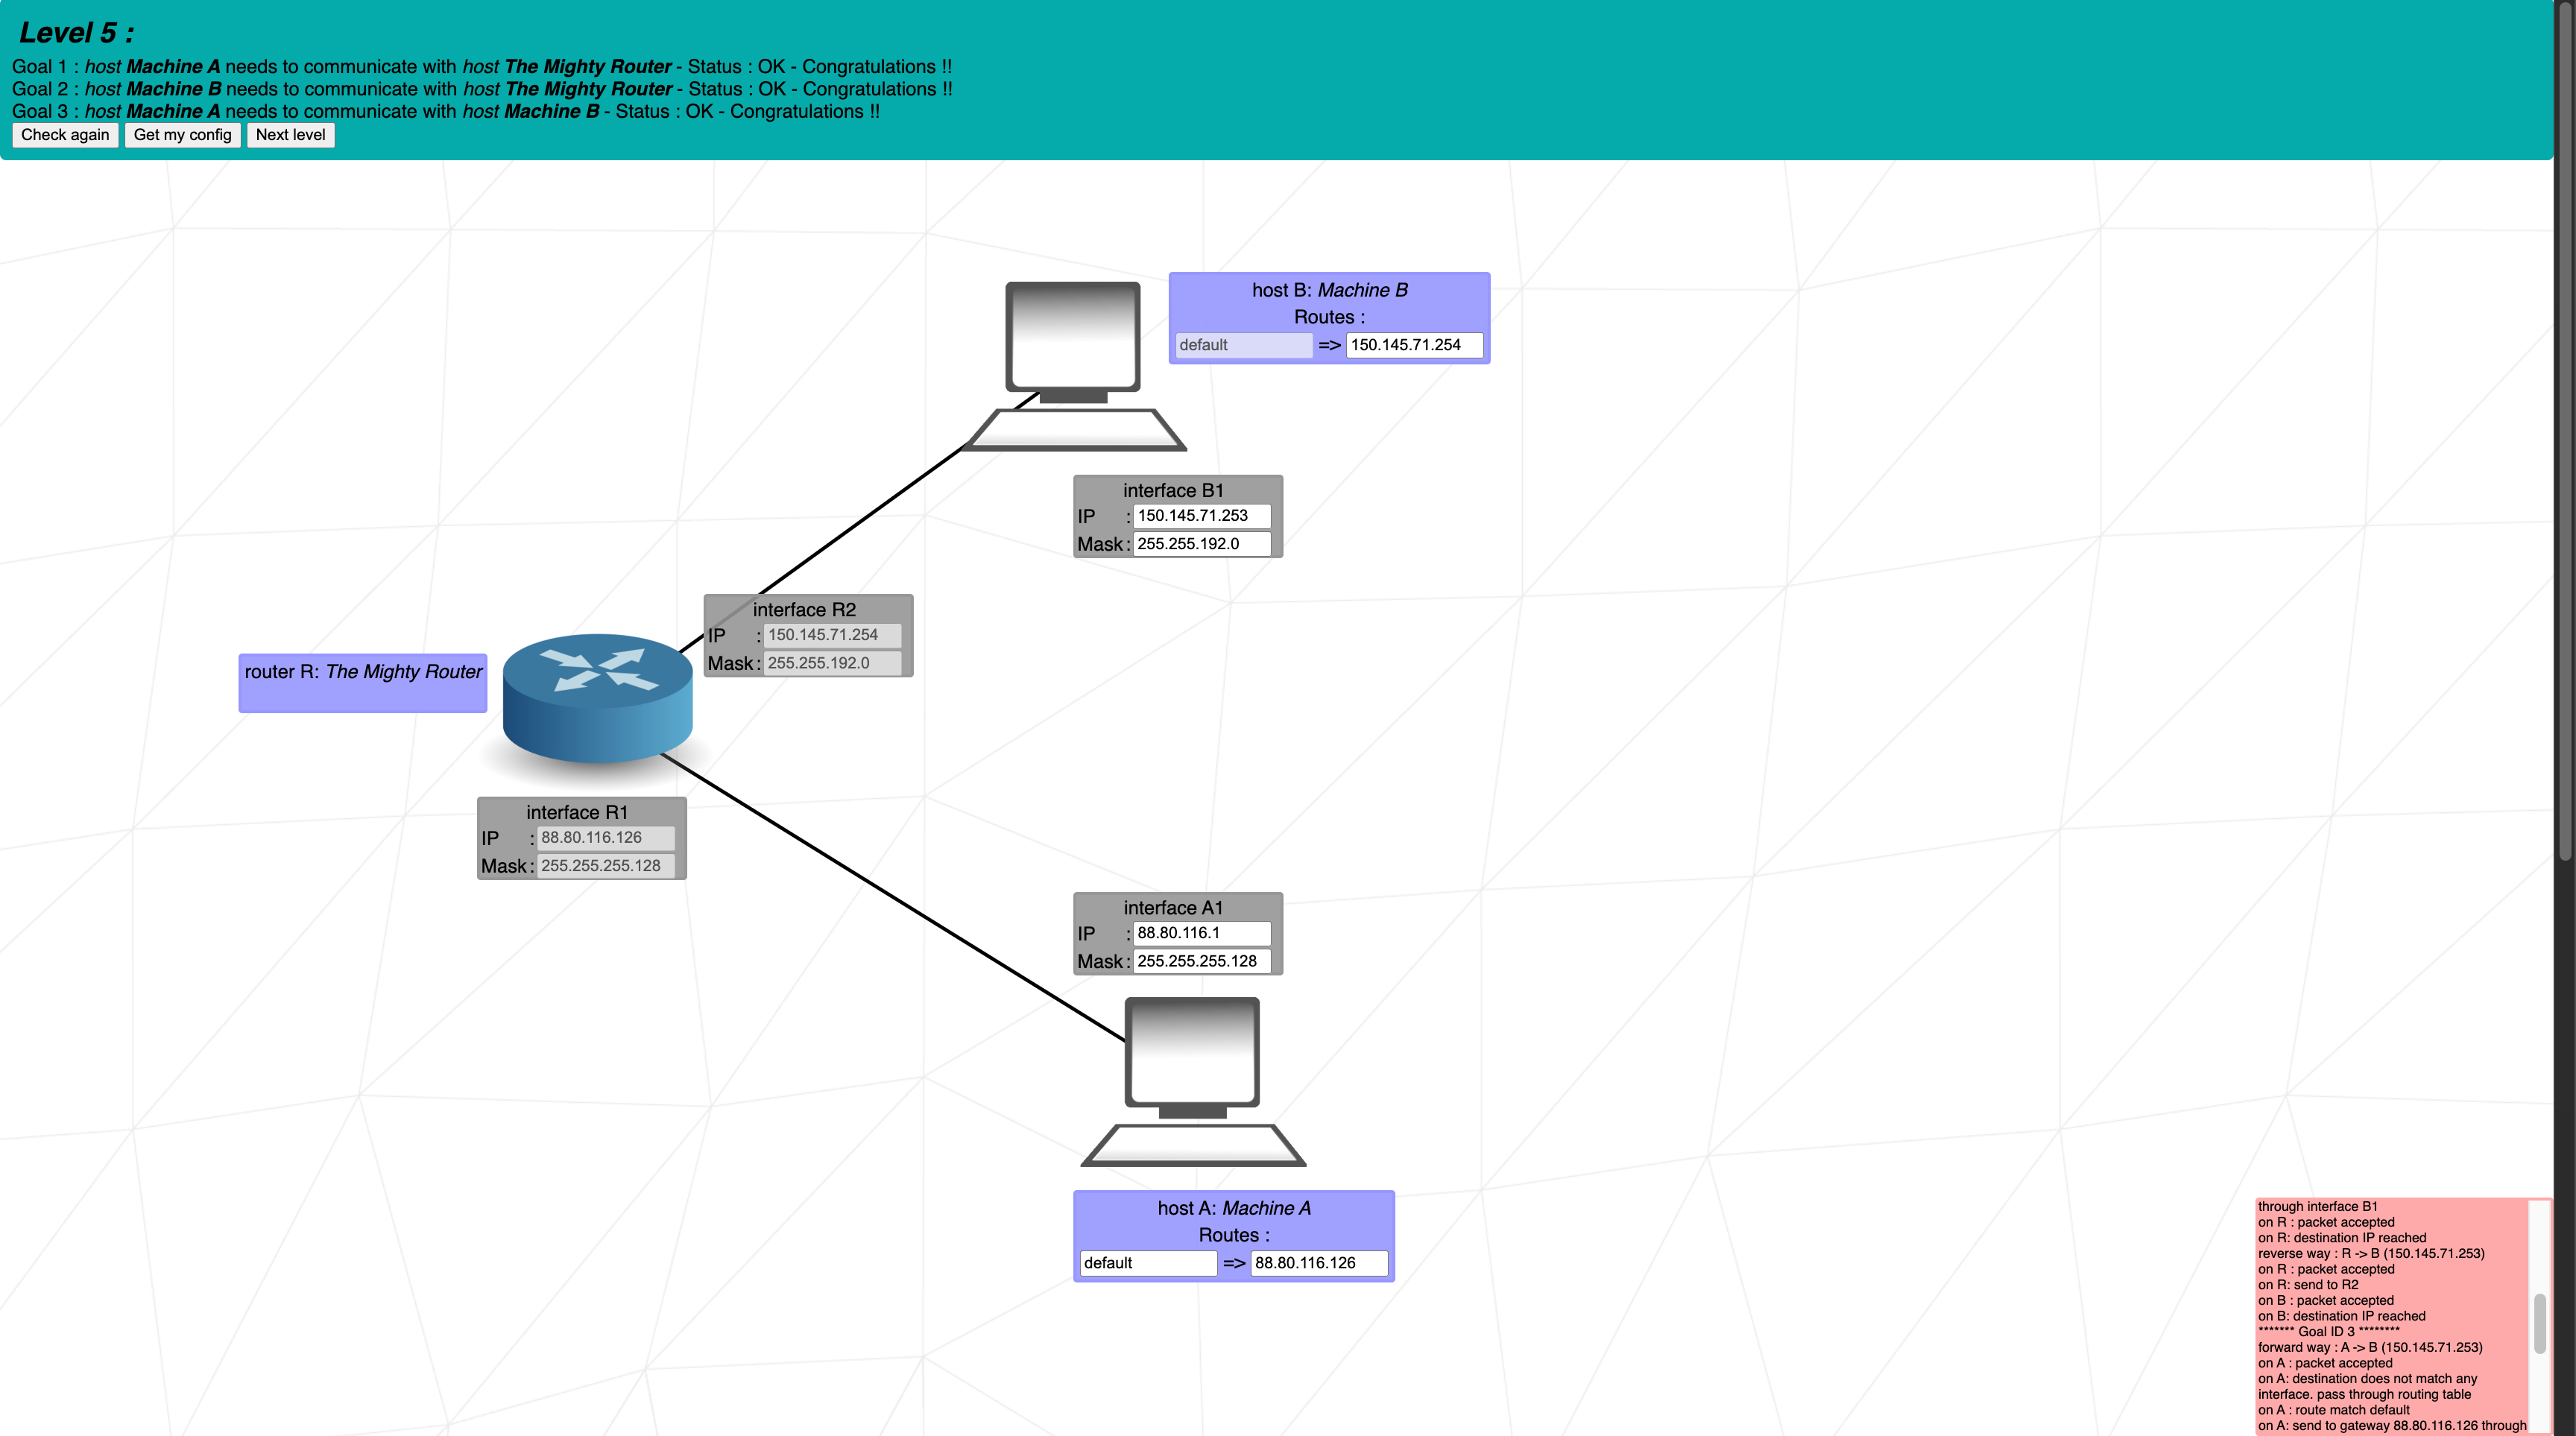 Level 5 :
Goal 1 : host Machine A needs to communicate with host The Mighty Router - Status : OK - Congratulations !!
Goal 2 : host Machine B needs to communicate with host The Mighty Router - Status : OK - Congratulations !!
Goal 3 : host Machine A needs to communicate with host Machine B - Status : OK - Congratulations !!
Check again Get my config Next level
host B: Machine B
Routes :
default => 150.145.71.254
interface B1
IP : 150.145.71.253
Mask : 255.255.192.0
interface R2
IP : 150.145.71.254
Mask : 255.255.192.0
router R: The Mighty Router
interface R1
IP : 88.80.116.126
Mask : 255.255.255.128
interface A1
IP : 88.80.116.1
Mask : 255.255.255.128
host A: Machine A
Routes :
default => 88.80.116.126
through interface B1
on R : packet accepted
on R: destination IP reached
reverse way : R -> B (150.145.71.253)
on R : packet accepted
on R: send to R2
on B : packet accepted
on B: destination IP reached
******* Goal ID 3 ********
forward way : A -> B (150.145.71.253)
on A : packet accepted
on A: destination does not match any
interface. pass through routing table
on A : route match default
on A: send to gateway 88.80.116.126 through